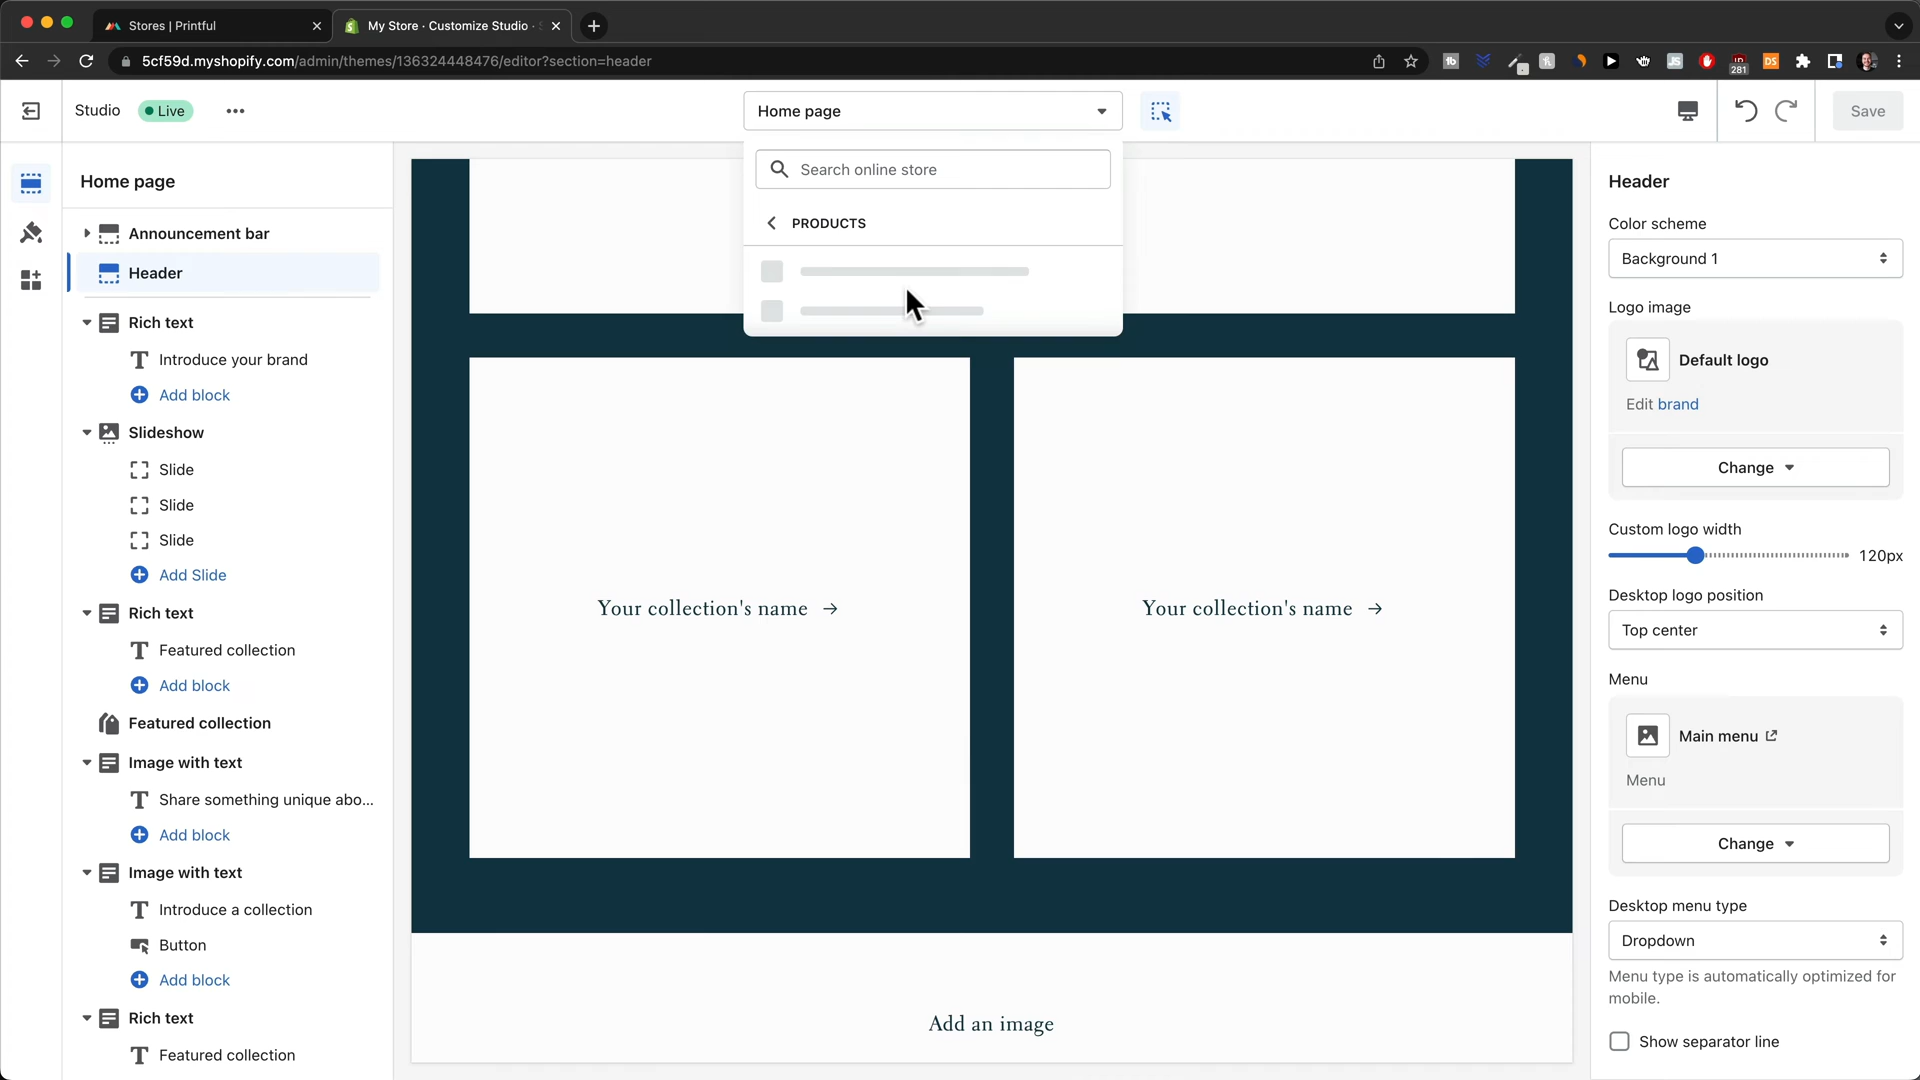 Stores | Printful
My Store · Customize Studio ·
5cf59d.myshopify.com/admin/themes/136324448476/editor?section=header
281
Studio
Live
Home page
Save
Search online store
PRODUCTS
Home page
Announcement bar
Header
Rich text
Introduce your brand
Add block
Slideshow
Slide
Slide
Slide
Add Slide
Rich text
Featured collection
Add block
Featured collection
Image with text
Share something unique abo...
Add block
Image with text
Introduce a collection
Button
Add block
Rich text
Featured collection
Your collection's name →
Your collection's name →
Add an image
Header
Color scheme
Background 1
Logo image
Default logo
Edit brand
Change
Custom logo width
120px
Desktop logo position
Top center
Menu
Main menu
Menu
Change
Desktop menu type
Dropdown
Menu type is automatically optimized for
mobile.
Show separator line